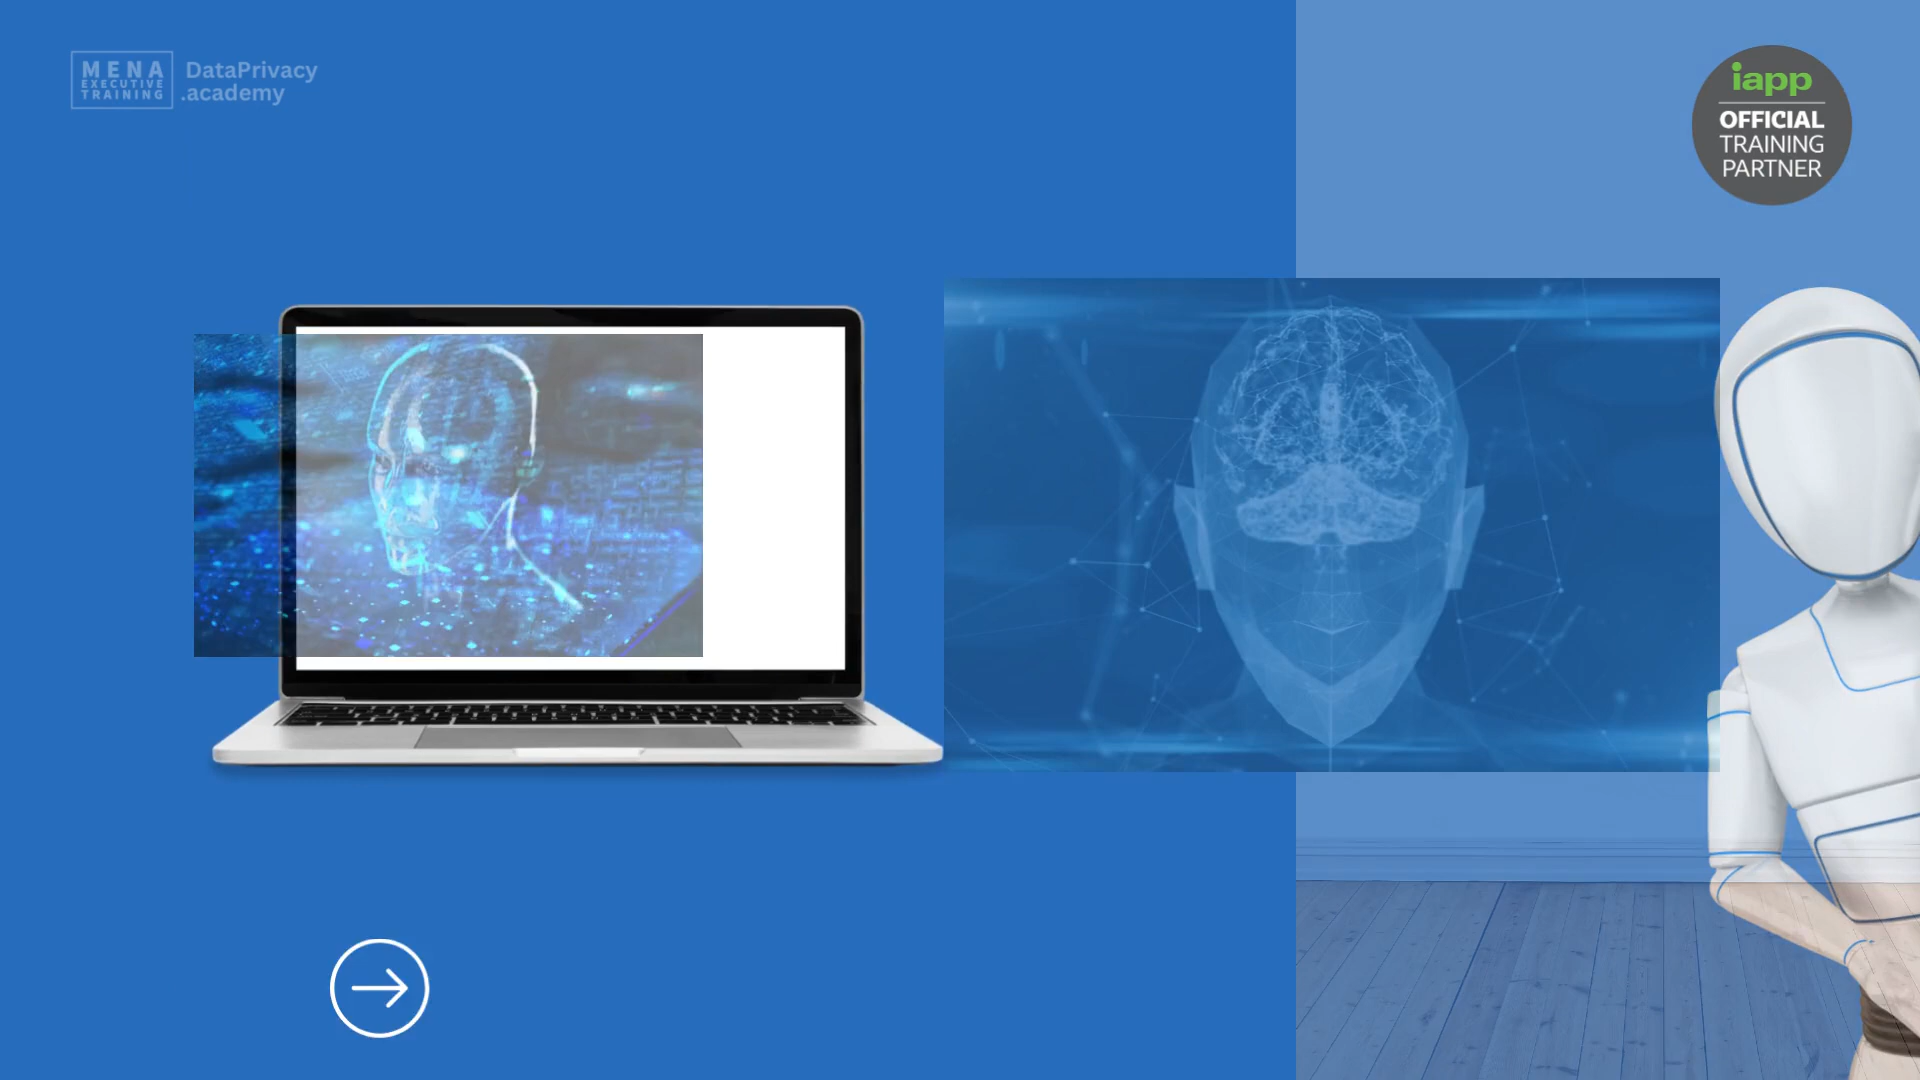 MENA
EXECUTIVE
TRAINING
DataPrivacy
.academy
iapp
OFFICIAL
TRAINING
PARTNER